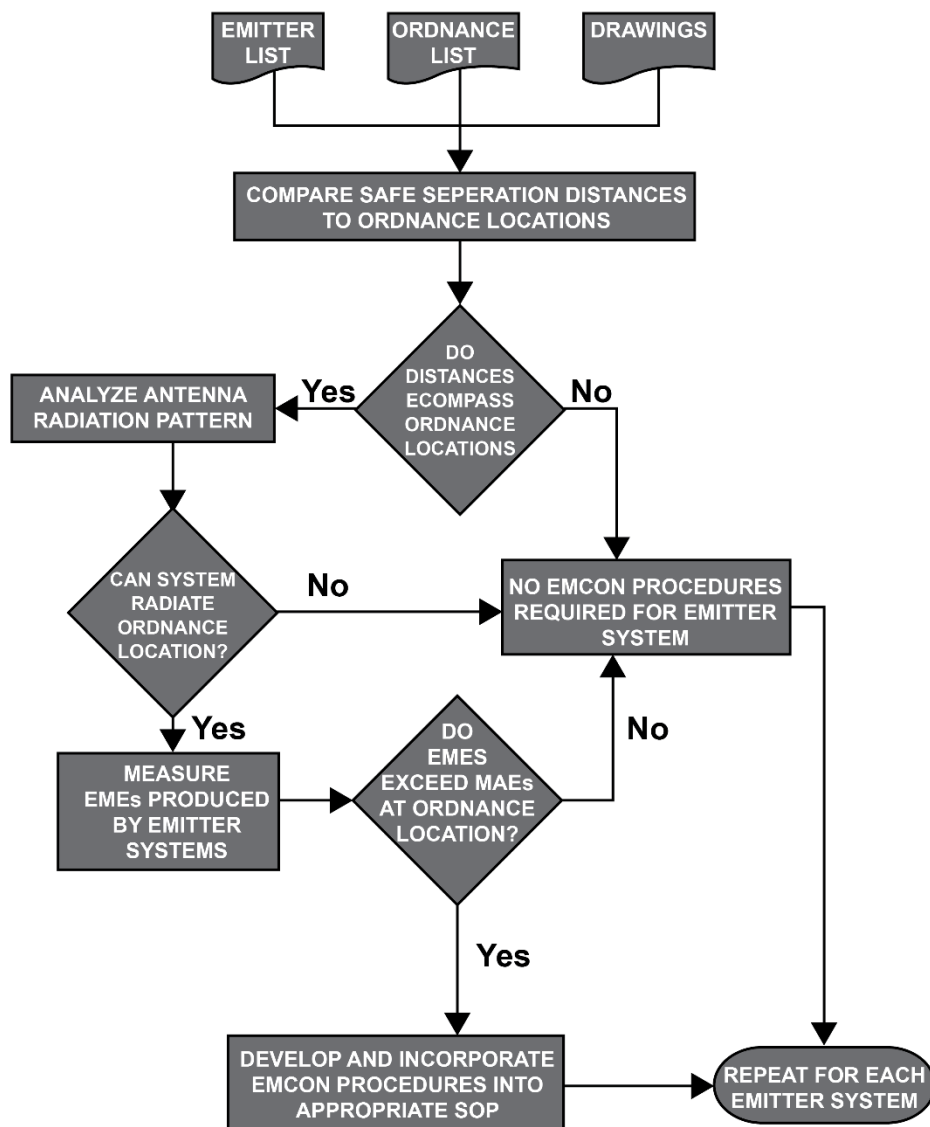 EMITTER
LIST
ORDNANCE
LIST
DRAWINGS
COMPARE SAFE SEPERATION DISTANCES
TO ORDNANCE LOCATIONS
DO
DISTANCES
ECOMPASS
ORDNANCE
LOCATIONS
Yes
No
ANALYZE ANTENNA
RADIATION PATTERN
CAN SYSTEM
RADIATE
ORDNANCE
LOCATION?
No
Yes
NO EMCON PROCEDURES
REQUIRED FOR EMITTER
SYSTEM
MEASURE
EMEs PRODUCED
BY EMITTER
SYSTEMS
DO
EMES
EXCEED MAEs
AT ORDNANCE
LOCATION?
No
Yes
DEVELOP AND INCORPORATE
EMCON PROCEDURES INTO
APPROPRIATE SOP
REPEAT FOR EACH
EMITTER SYSTEM